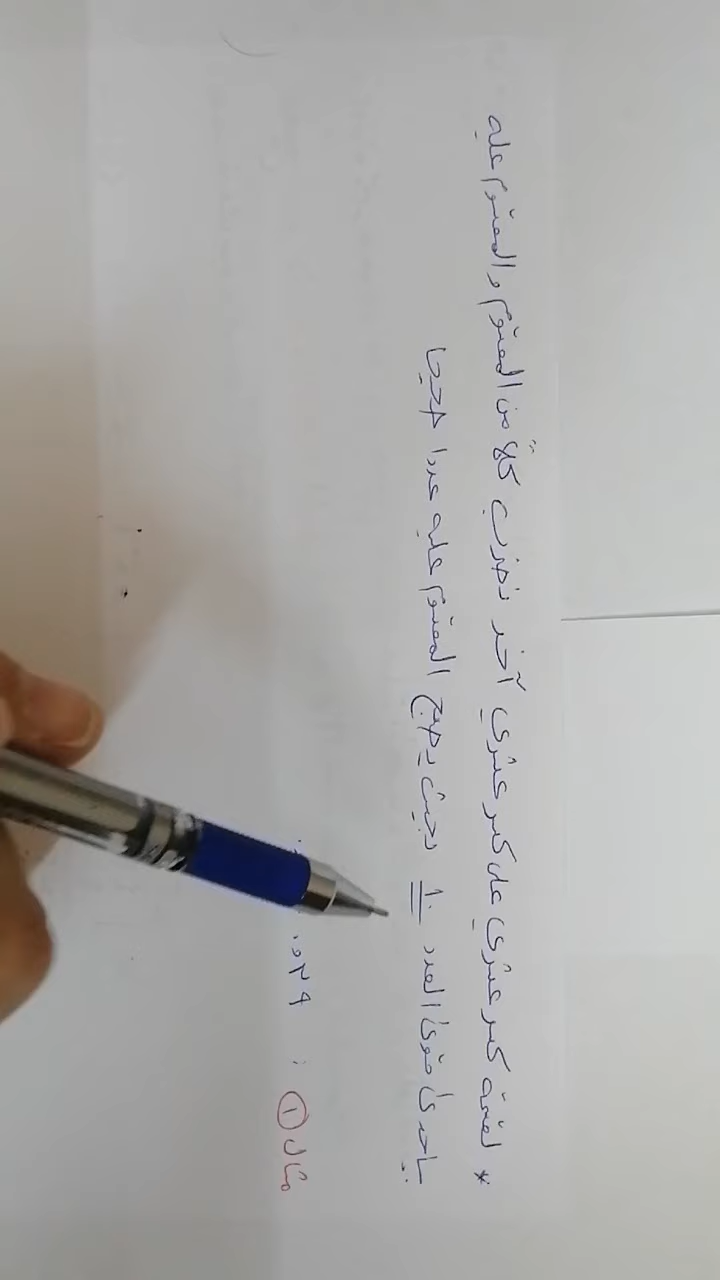 * لقسمة كسر عشري على كسر عشري آخر نضرب كلاً من المقسوم و المقسوم عليه
بإحدى قوى العدد ١٠ بحيث يصبح المقسوم عليه عددا صحيحا
مثال ① :